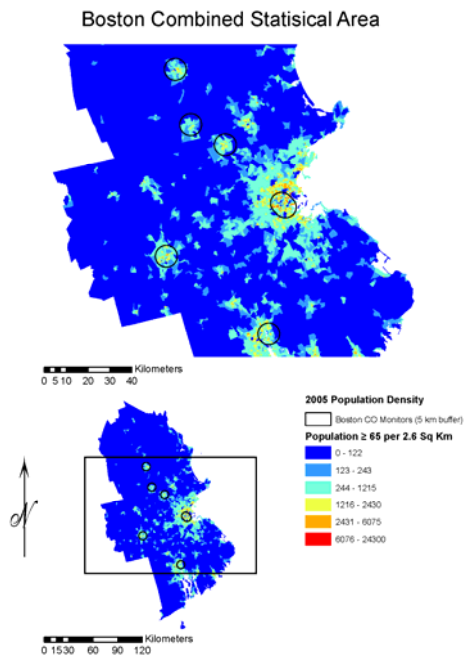 Boston Combined Statisical Area
Kilometers
0 5 10 20 30 40
2005 Population Density
Boston CO Monitors (5 km buffer)
Population ≥ 65 per 2.6 Sq Km
0 - 122
123 - 243
244 - 1215
1216 - 2430
2431 - 6075
6076 - 24300
N
Kilometers
0 15 30 60 90 120